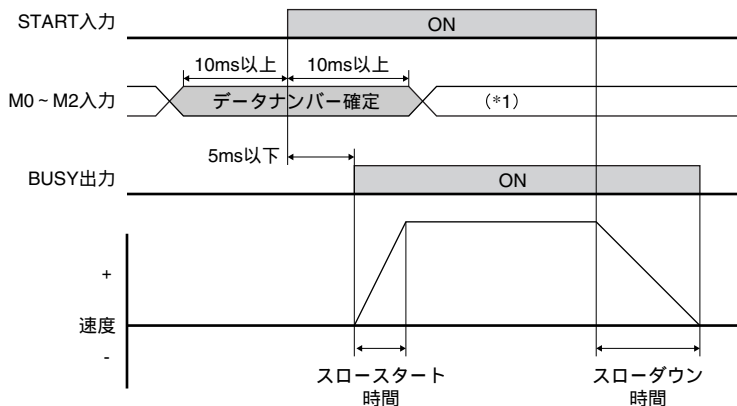 START入力
ON
10ms以上
10ms以上
M0~M2入力
データナンバー確定
(*1)
5ms以下
BUSY出力
ON
+
速度
-
スロースタート
時間
スローダウン
時間